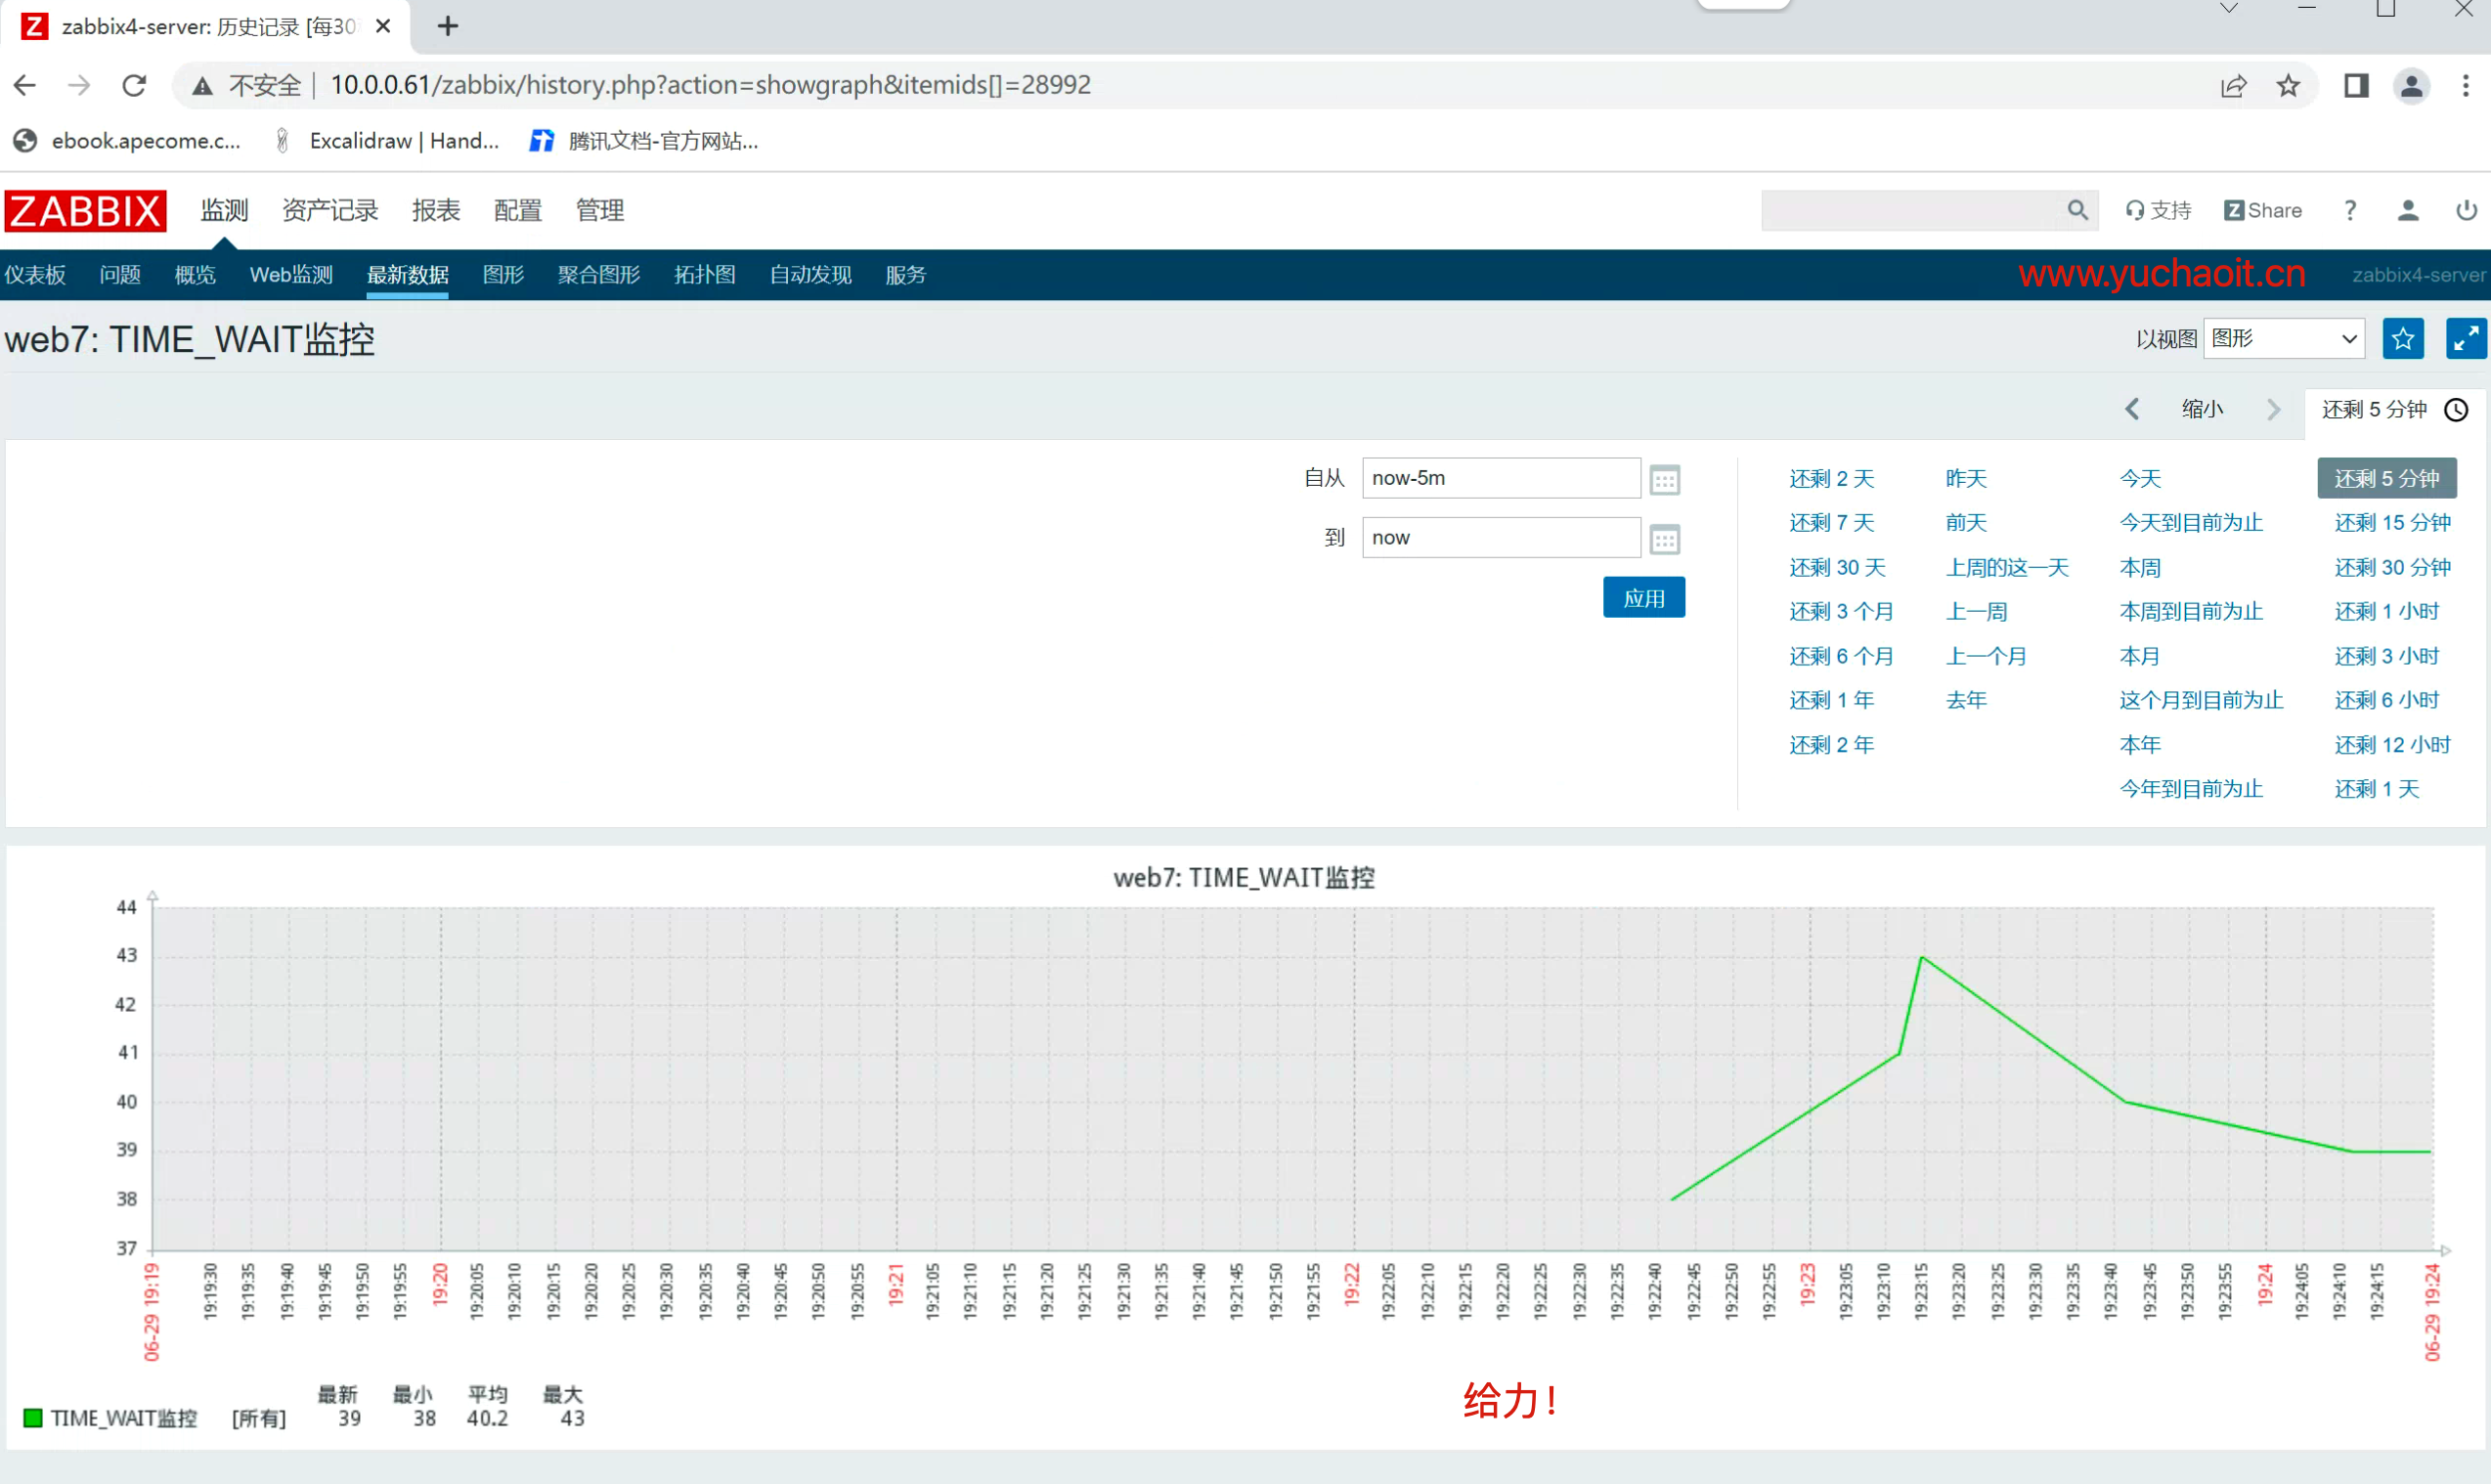 zabbix4-server: 历史记录 [每30
不安全 | 10.0.0.61/zabbix/history.php?action=showgraph&itemids[]=28992
ebook.apecome.c... Excalidraw | Hand... 腾讯文档-官方网站...
ZABBIX 监测 资产记录 报表 配置 管理 支持 Z Share ?
仪表板 问题 概览 Web监测 最新数据 图形 聚合图形 拓扑图 自动发现 服务 www.yuchaoit.cn zabbix4-server
web7: TIME_WAIT监控 以视图 图形
缩小 还剩 5 分钟
自从 now-5m 还剩 2 天 昨天 今天 还剩 5 分钟
还剩 7 天 前天 今天到目前为止 还剩 15 分钟
到 now
还剩 30 天 上周的这一天 本周 还剩 30 分钟
应用 还剩 3 个月 上一周 本周到目前为止 还剩 1 小时
还剩 6 个月 上一个月 本月 还剩 3 小时
还剩 1 年 去年 这个月到目前为止 还剩 6 小时
还剩 2 年 本年 还剩 12 小时
今年到目前为止 还剩 1 天
web7: TIME_WAIT监控
44
43
42
41
40
39
38
37
06-29 19:19 19:19:30 19:19:35 19:19:40 19:19:45 19:19:50 19:19:55 19:20 19:20:05 19:20:10 19:20:15 19:20:20 19:20:25 19:20:30 19:20:35 19:20:40 19:20:45 19:20:50 19:20:55 19:21 19:21:05 19:21:10 19:21:15 19:21:20 19:21:25 19:21:30 19:21:35 19:21:40 19:21:45 19:21:50 19:21:55 19:22 19:22:05 19:22:10 19:22:15 19:22:20 19:22:25 19:22:30 19:22:35 19:22:40 19:22:45 19:22:50 19:22:55 19:23 19:23:05 19:23:10 19:23:15 19:23:20 19:23:25 19:23:30 19:23:35 19:23:40 19:23:45 19:23:50 19:23:55 19:24 19:24:05 19:24:10 19:24:15 06-29 19:24
最新 最小 平均 最大
TIME_WAIT监控 [所有] 39 38 40.2 43
给力！